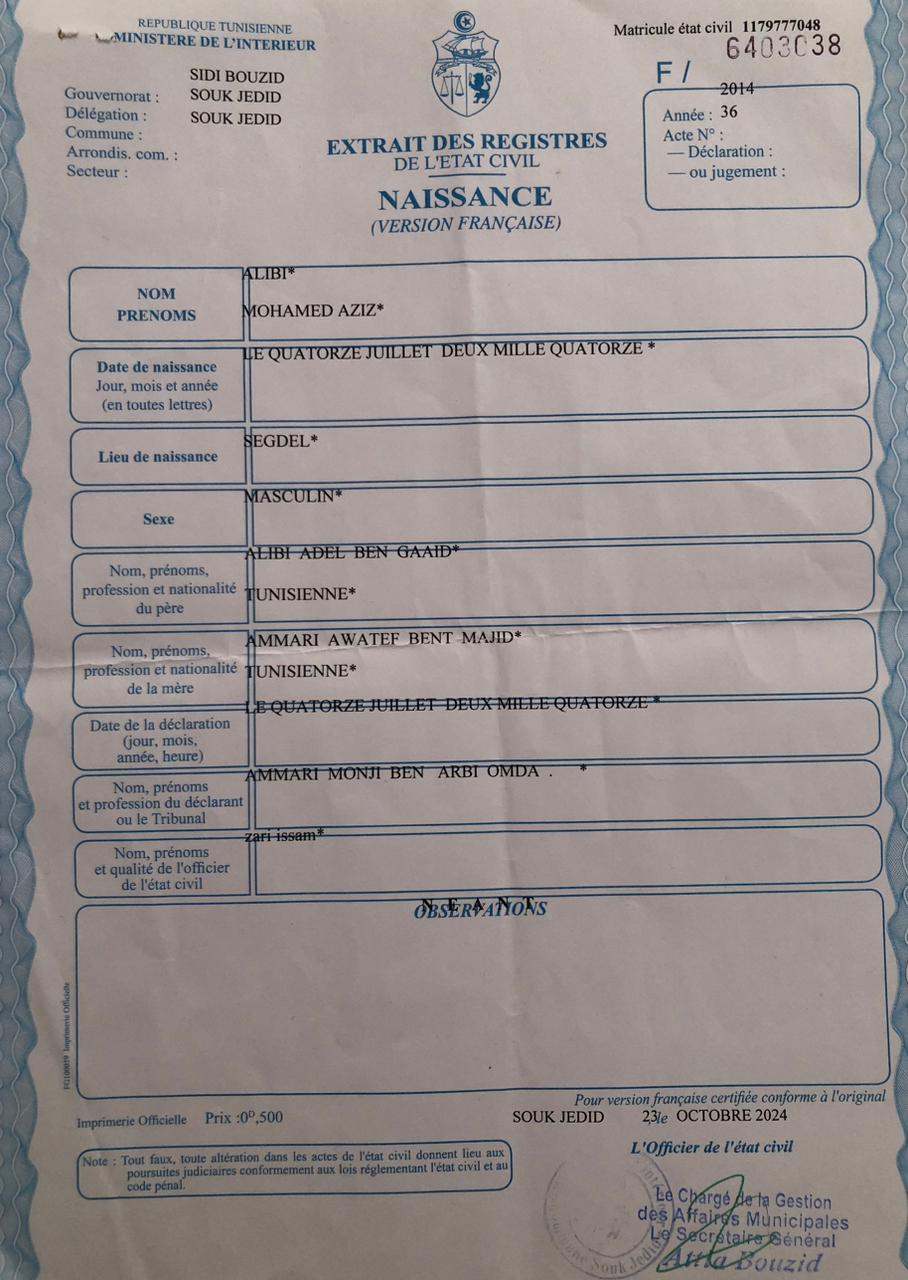 REPUBLIQUE TUNISIENNE
MINISTERE DE L'INTERIEUR
Matricule état civil 1179777048
6403038
F /
SIDI BOUZID
Gouvernorat : SOUK JEDID
Délégation : SOUK JEDID
Commune :
Arrondis. com. :
Secteur :
2014
Année : 36
Acte N° :
— Déclaration :
— ou jugement :
EXTRAIT DES REGISTRES
DE L'ETAT CIVIL
NAISSANCE
(VERSION FRANÇAISE)
NOM
PRENOMS
ALIBI*
MOHAMED AZIZ*
Date de naissance
Jour, mois et année
(en toutes lettres)
LE QUATORZE JUILLET DEUX MILLE QUATORZE *
Lieu de naissance
SEGDEL*
Sexe
MASCULIN*
Nom, prénoms,
profession et nationalité
du père
ALIBI ADEL BEN GAAID*
TUNISIENNE*
Nom, prénoms,
profession et nationalité
de la mère
AMMARI AWATEF BENT MAJID*
TUNISIENNE*
Date de la déclaration
(jour, mois,
année, heure)
LE QUATORZE JUILLET DEUX MILLE QUATORZE *
Nom, prénoms
et profession du déclarant
ou le Tribunal
AMMARI MONJI BEN ARBI OMDA . *
Nom, prénoms
et qualité de l'officier
de l'état civil
zari issam*
OBSERVATIONS
N E A N T
FG100019 Imprimerie Officielle
Pour version française certifiée conforme à l'original
Imprimerie Officielle Prix :0ᴰ,500
SOUK JEDID 23le OCTOBRE 2024
L'Officier de l'état civil
Note : Tout faux, toute altération dans les actes de l'état civil donnent lieu aux
poursuites judiciaires conformement aux lois réglementant l'état civil et au
code pénal.
Le Chargé de la Gestion
des Affaires Municipales
Le Secrétaire Général
Attia Bouzid
Souk Jedid